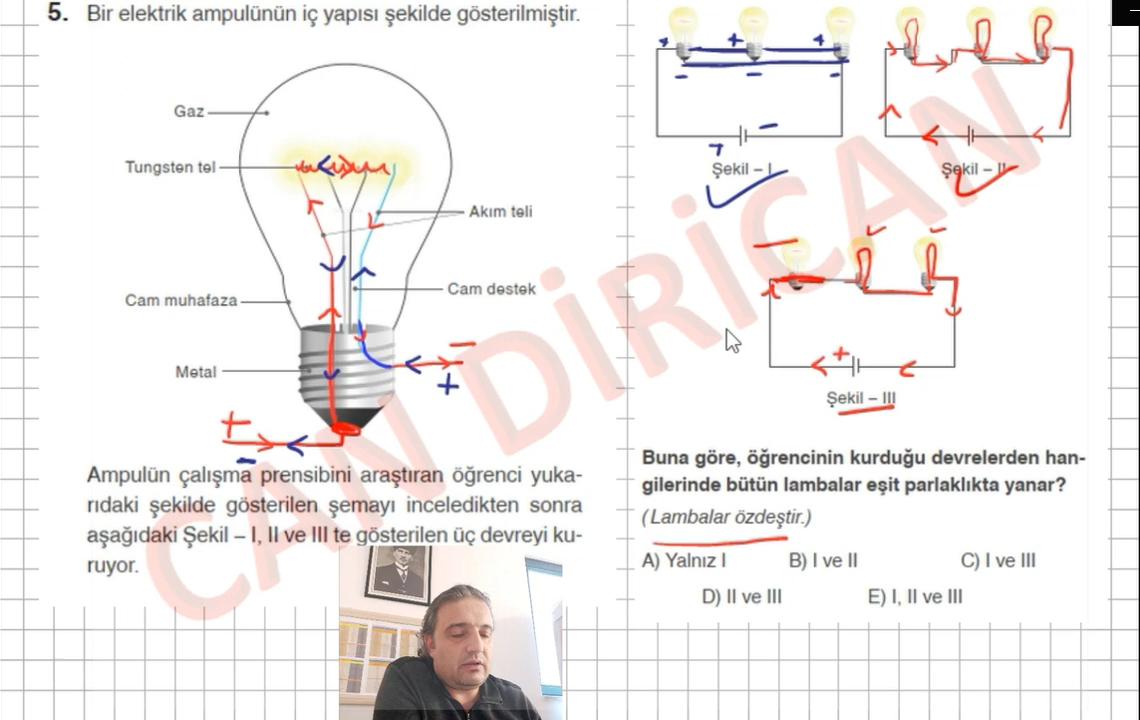 5. Bir elektrik ampulünün iç yapısı şekilde gösterilmiştir.
Gaz
Tungsten tel
Akım teli
Cam muhafaza
Cam destek
Metal
+
−
−
+
Ampulün çalışma prensibini araştıran öğrenci yuka-
rıdaki şekilde gösterilen şemayı inceledikten sonra
aşağıdaki Şekil – I, II ve III te gösterilen üç devreyi ku-
ruyor.
+ + +
− − −
−
Şekil – I
Şekil – II
+
Şekil – III
Buna göre, öğrencinin kurduğu devrelerden han-
gilerinde bütün lambalar eşit parlaklıkta yanar?
(Lambalar özdeştir.)
A) Yalnız I B) I ve II C) I ve III
D) II ve III E) I, II ve III
CAN DİRİCAN